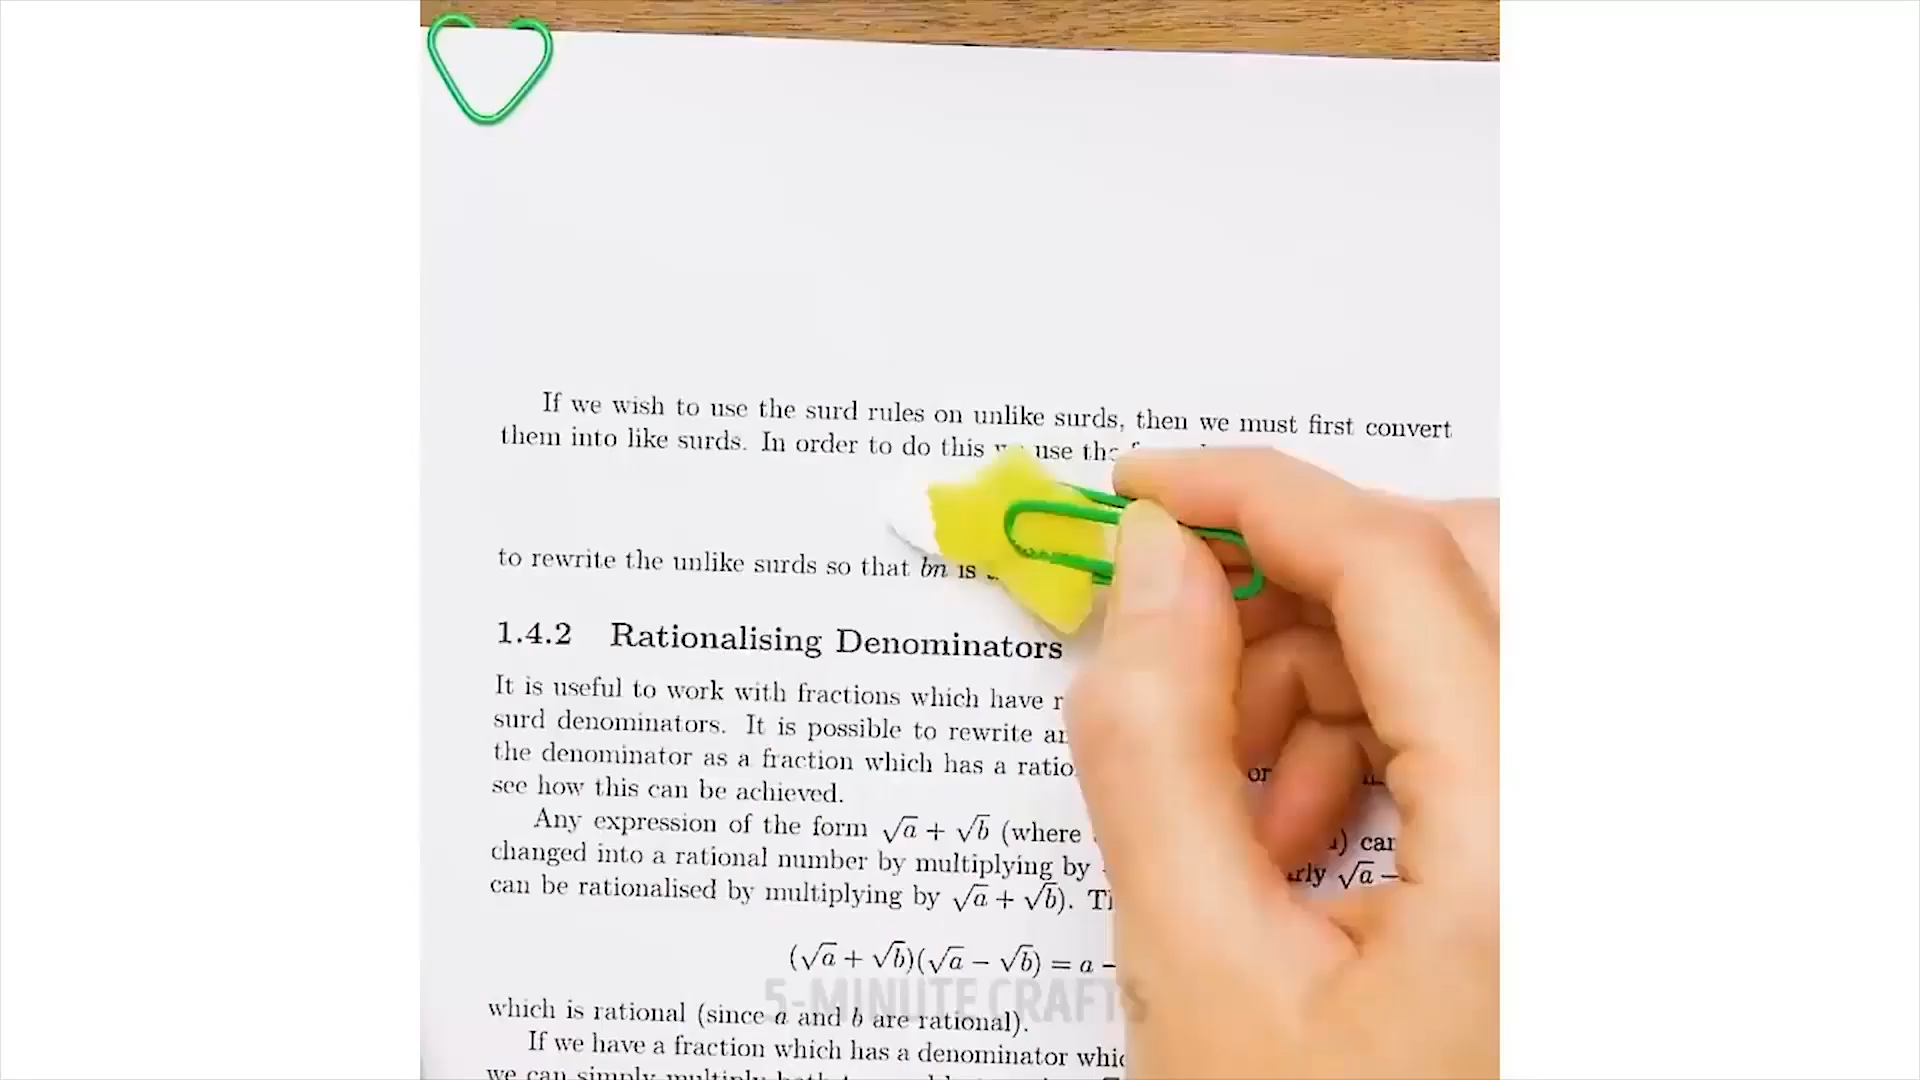 If we wish to use the surd rules on unlike surds, then we must first convert
them into like surds. In order to do this use the
to rewrite the unlike surds so that bn is
1.4.2 Rationalising Denominators
It is useful to work with fractions which have
surd denominators. It is possible to rewrite
the denominator as a fraction which has a
see how this can be achieved.
Any expression of the form √a + √b (where
changed into a rational number by multiplying by √a −
can be rationalised by multiplying by √a + √b).
(√a + √b)(√a − √b) = a −
5-MINUTE CRAFTS
which is rational (since a and b are rational).
If we have a fraction which has a denominator
we can simply multiply